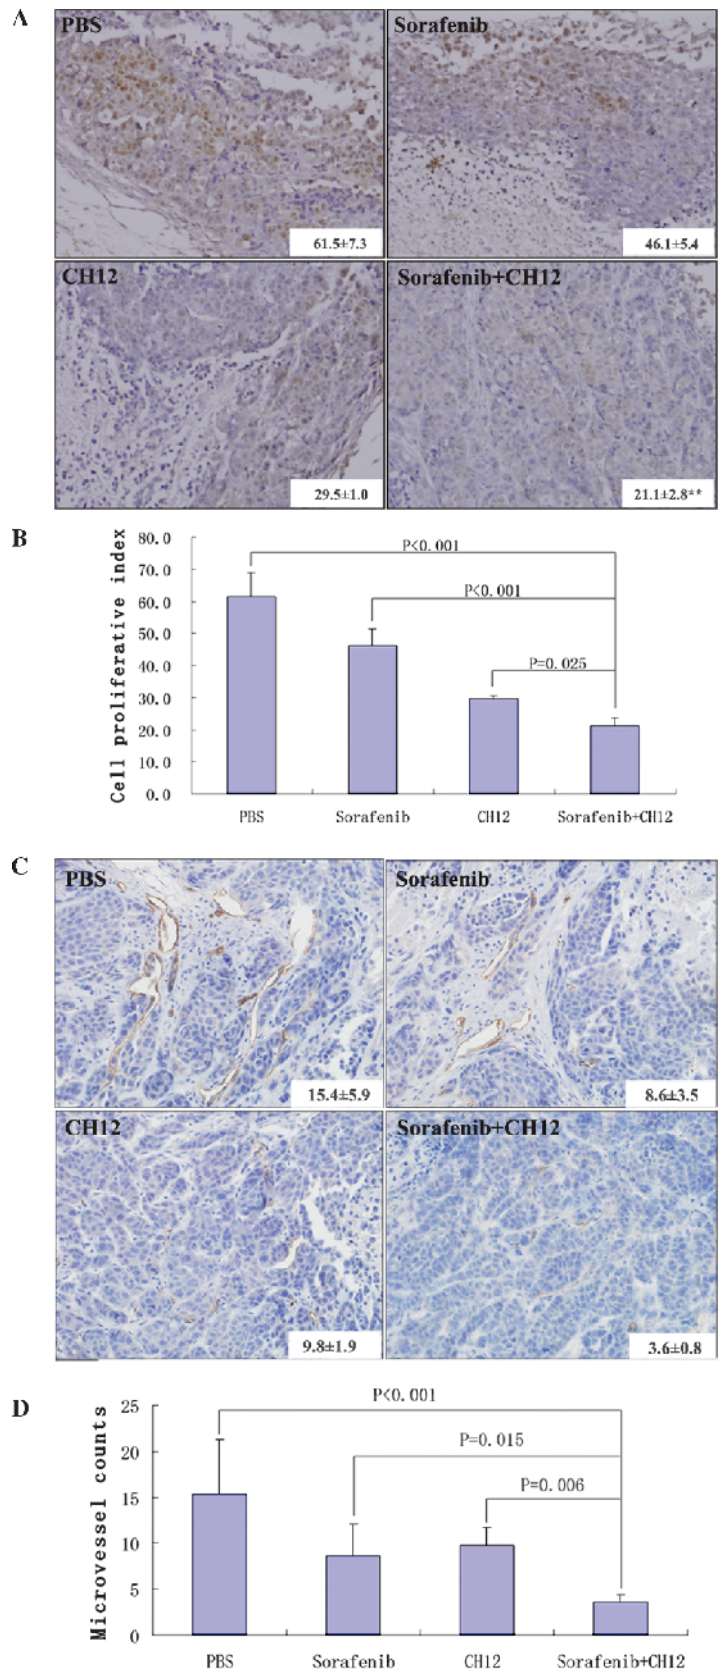 A
PBS
Sorafenib
61.5±7.3
46.1±5.4
CH12
Sorafenib+CH12
29.5±1.0
21.1±2.8**
B
Cell proliferative index
80.0
70.0
60.0
50.0
40.0
30.0
20.0
10.0
0.0
P<0.001
P<0.001
P=0.025
PBS
Sorafenib
CH12
Sorafenib+CH12
C
PBS
Sorafenib
15.4±5.9
8.6±3.5
CH12
Sorafenib+CH12
9.8±1.9
3.6±0.8
D
Microvessel counts
25
20
15
10
5
0
P<0.001
P=0.015
P=0.006
PBS
Sorafenib
CH12
Sorafenib+CH12